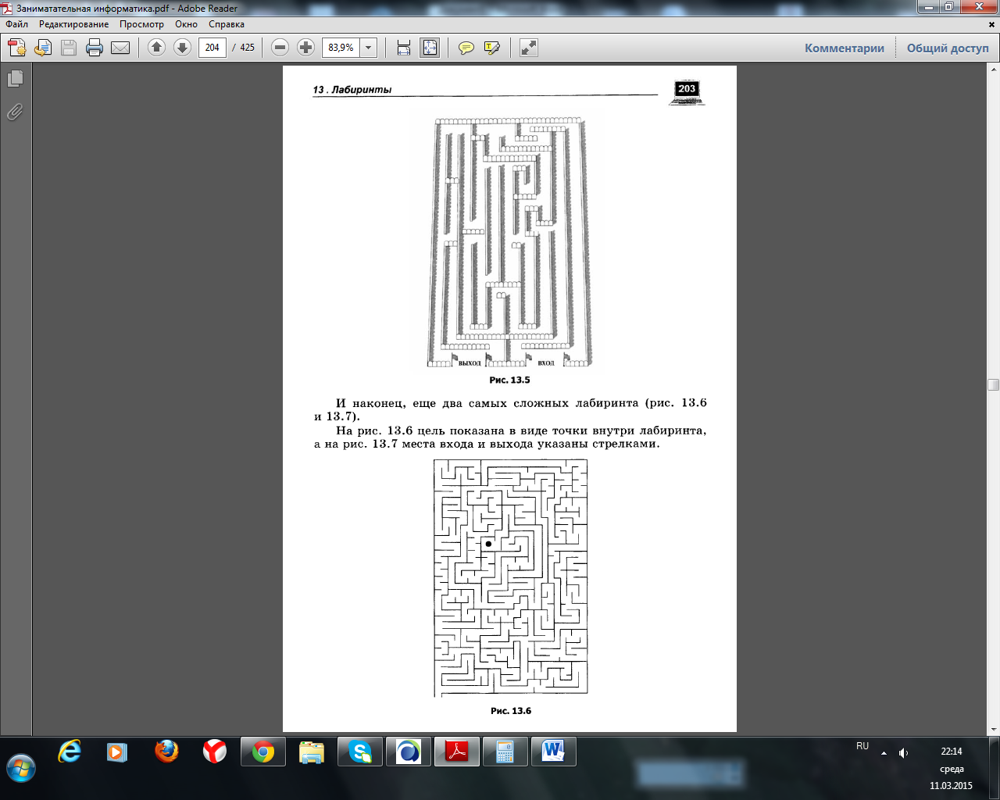 Занимательная информатика.pdf - Adobe Reader
Файл Редактирование Просмотр Окно Справка
204 / 425
83,9%
Комментарии
Общий доступ
13 . Лабиринты
203
ВЫХОД
ВХОД
Рис. 13.5
И наконец, еще два самых сложных лабиринта (рис. 13.6
и 13.7).
На рис. 13.6 цель показана в виде точки внутри лабиринта,
а на рис. 13.7 места входа и выхода указаны стрелками.
Рис. 13.6
RU
22:14
среда
11.03.2015